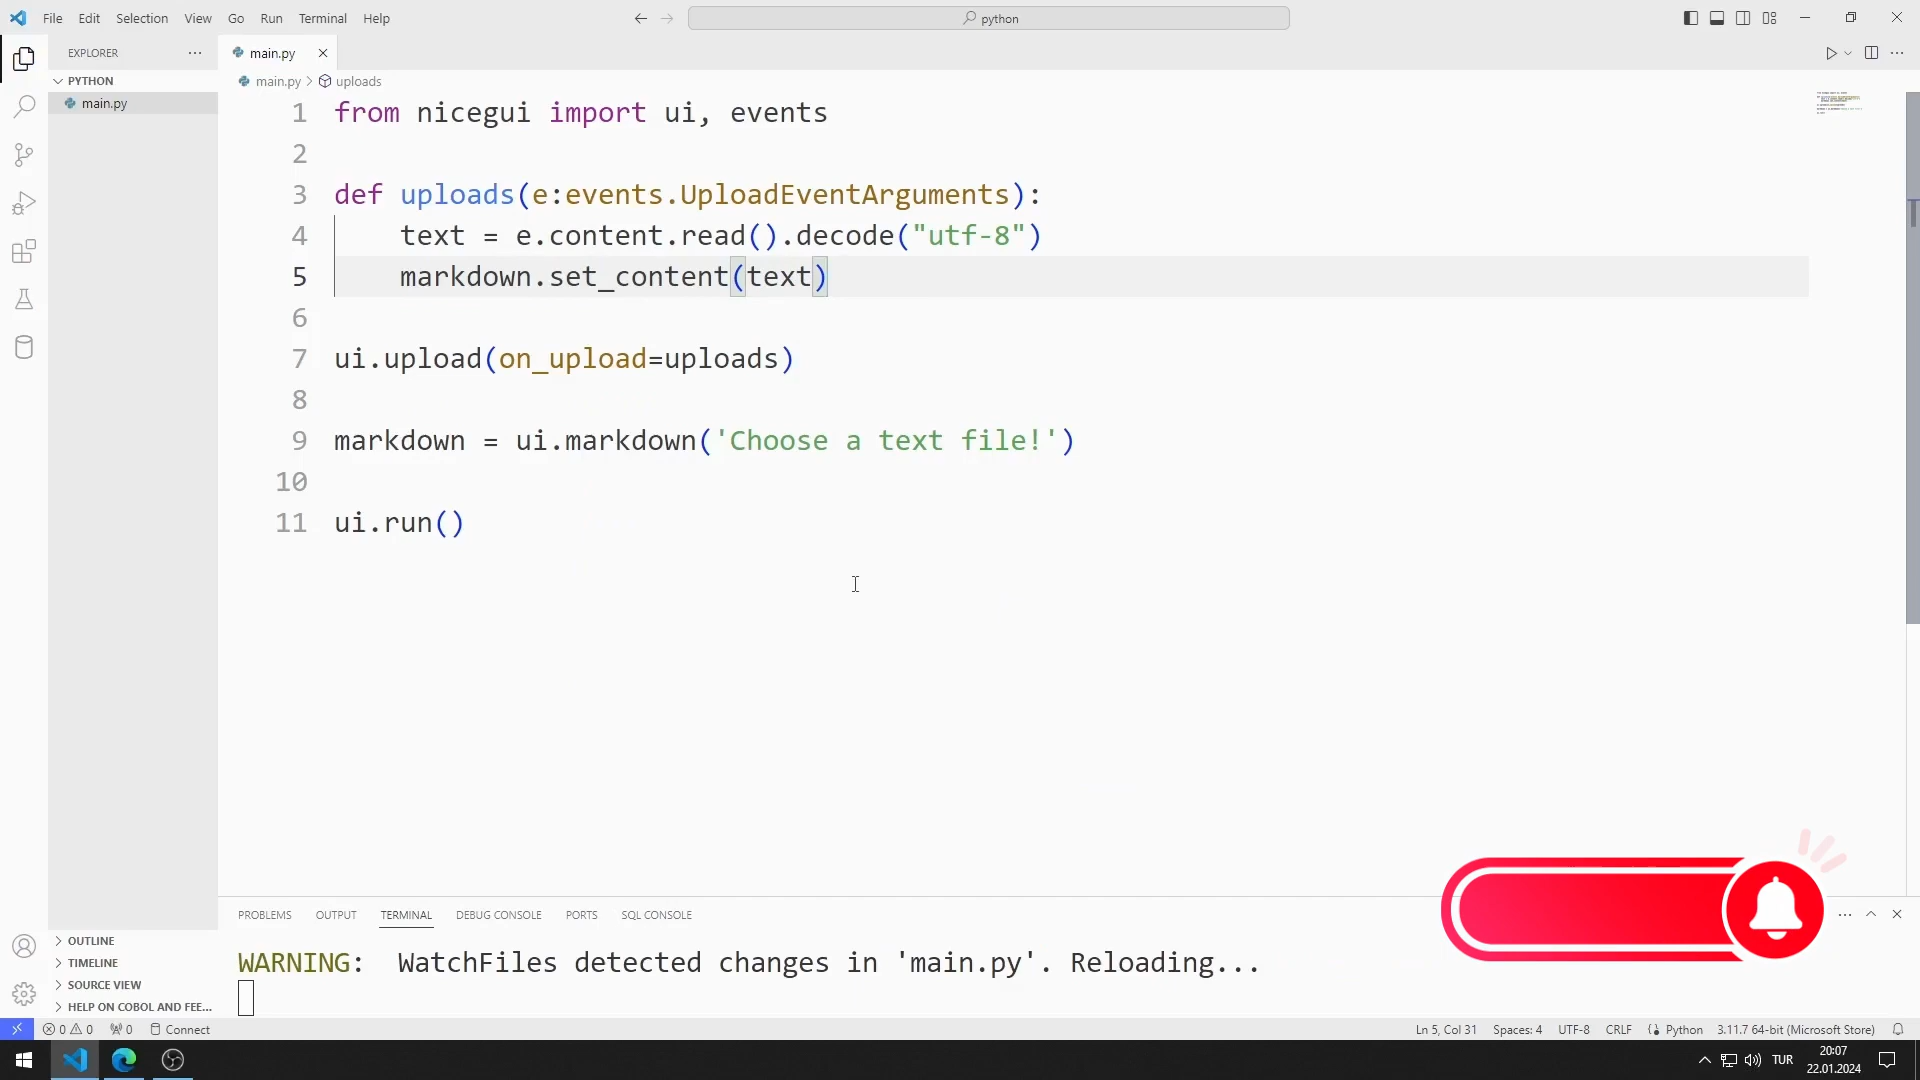 File Edit Selection View Go Run Terminal Help
python
EXPLORER
main.py
PYTHON
main.py
main.py > uploads
1 from nicegui import ui, events
2
3 def uploads(e:events.UploadEventArguments):
4 text = e.content.read().decode("utf-8")
5 markdown.set_content(text)
6
7 ui.upload(on_upload=uploads)
8
9 markdown = ui.markdown('Choose a text file!')
10
11 ui.run()
OUTLINE
TIMELINE
SOURCE VIEW
HELP ON COBOL AND FEE...
PROBLEMS OUTPUT TERMINAL DEBUG CONSOLE PORTS SQL CONSOLE
WARNING: WatchFiles detected changes in 'main.py'. Reloading...
0 0 0 Connect
Ln 5, Col 31 Spaces: 4 UTF-8 CRLF Python 3.11.7 64-bit (Microsoft Store)
TUR
20:07
22.01.2024